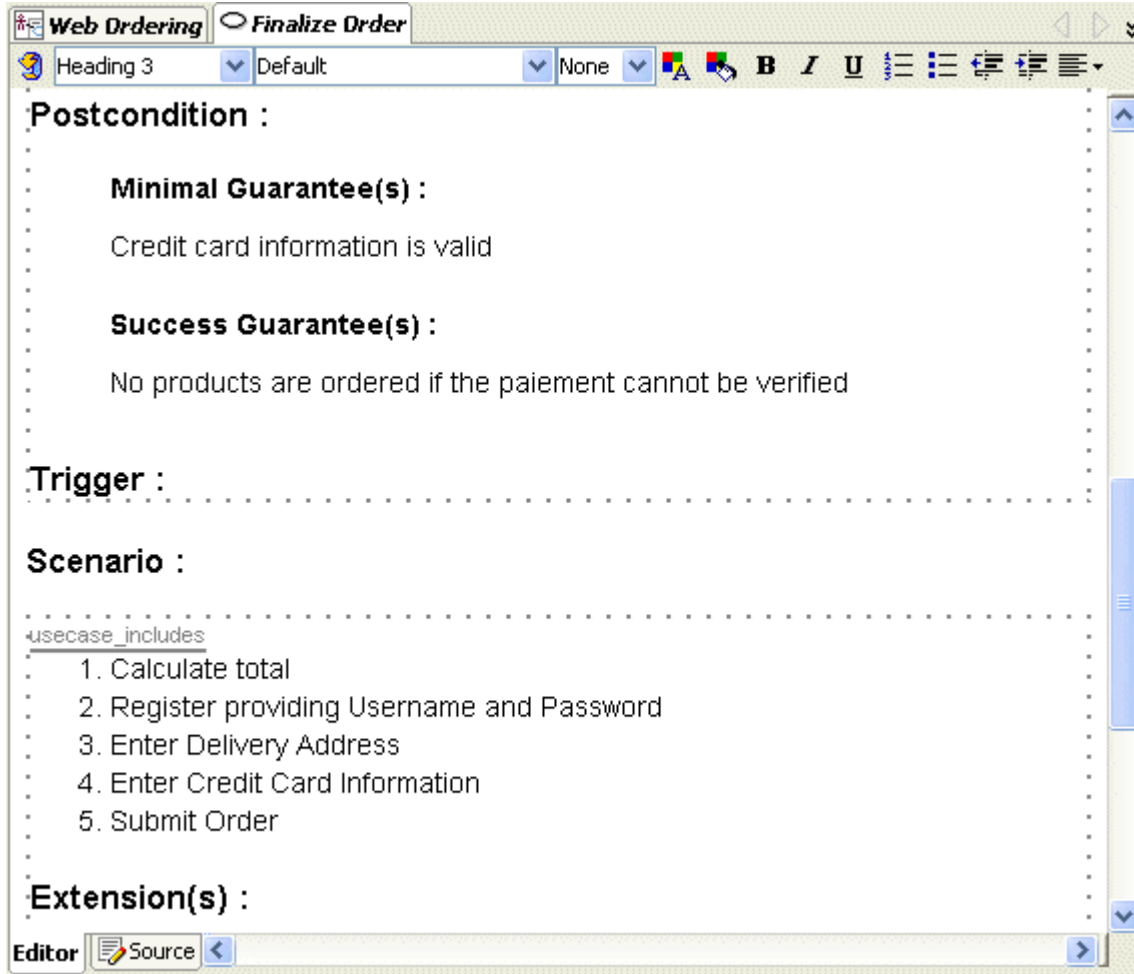 Web Ordering Finalize Order
Heading 3 Default None A B I U
Postcondition :
Minimal Guarantee(s) :
Credit card information is valid
Success Guarantee(s) :
No products are ordered if the paiement cannot be verified
Trigger :
Scenario :
usecase_includes
1. Calculate total
2. Register providing Username and Password
3. Enter Delivery Address
4. Enter Credit Card Information
5. Submit Order
Extension(s) :
Editor Source